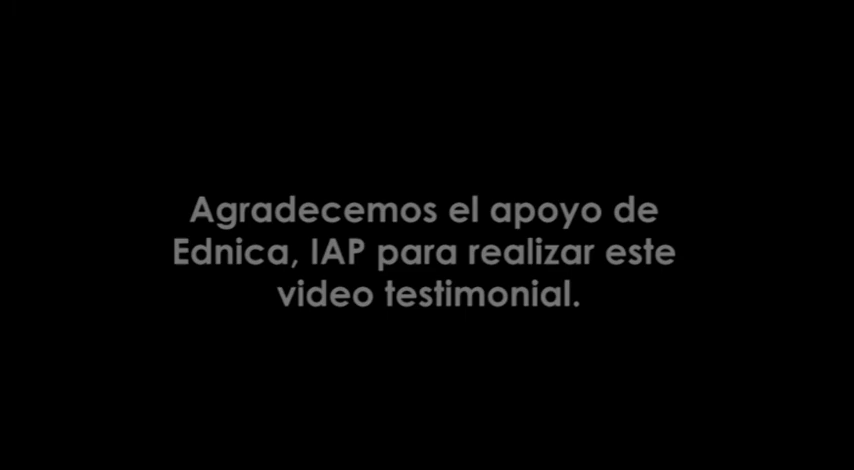 Agradecemos el apoyo de
Ednica, IAP para realizar este
video testimonial.